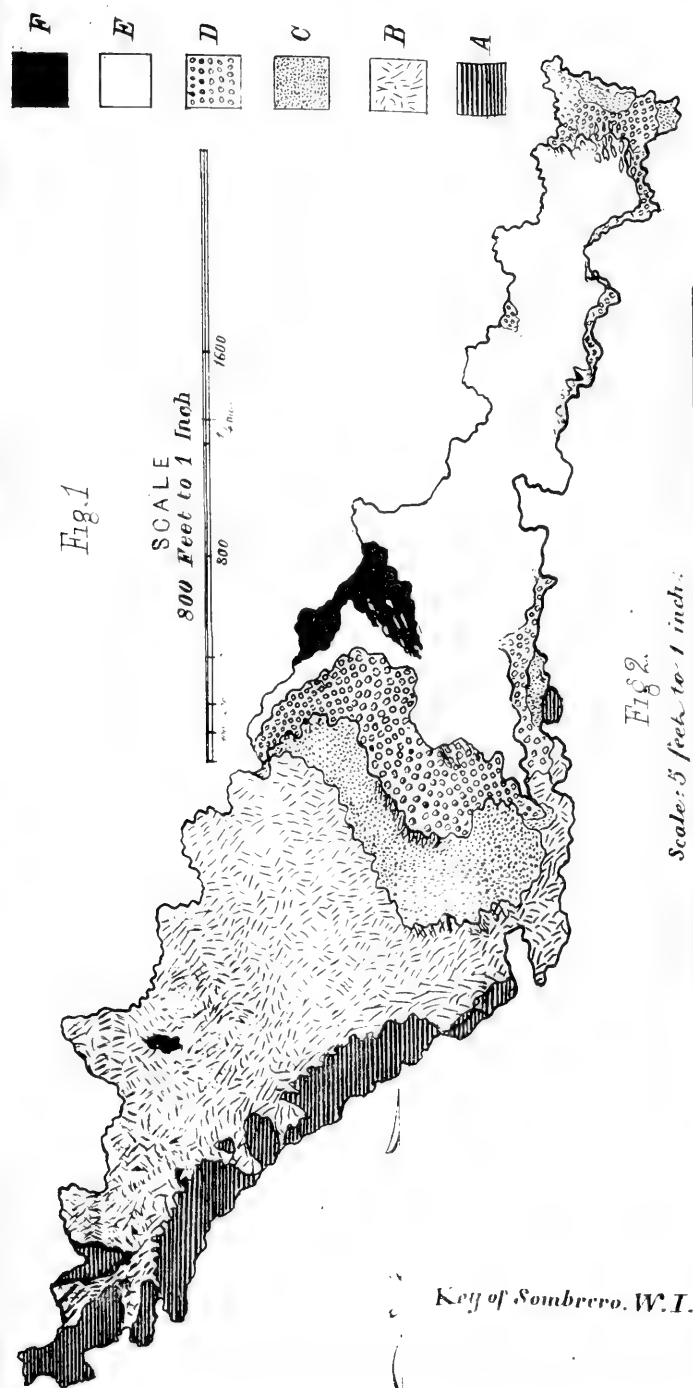 F
E
D
C
B
A
Fig. 1
SCALE
800 Feet to 1 Inch
800
1600
Fig 2
Scale: 5 feet to 1 inch.
Key of Sombrero. W.I.